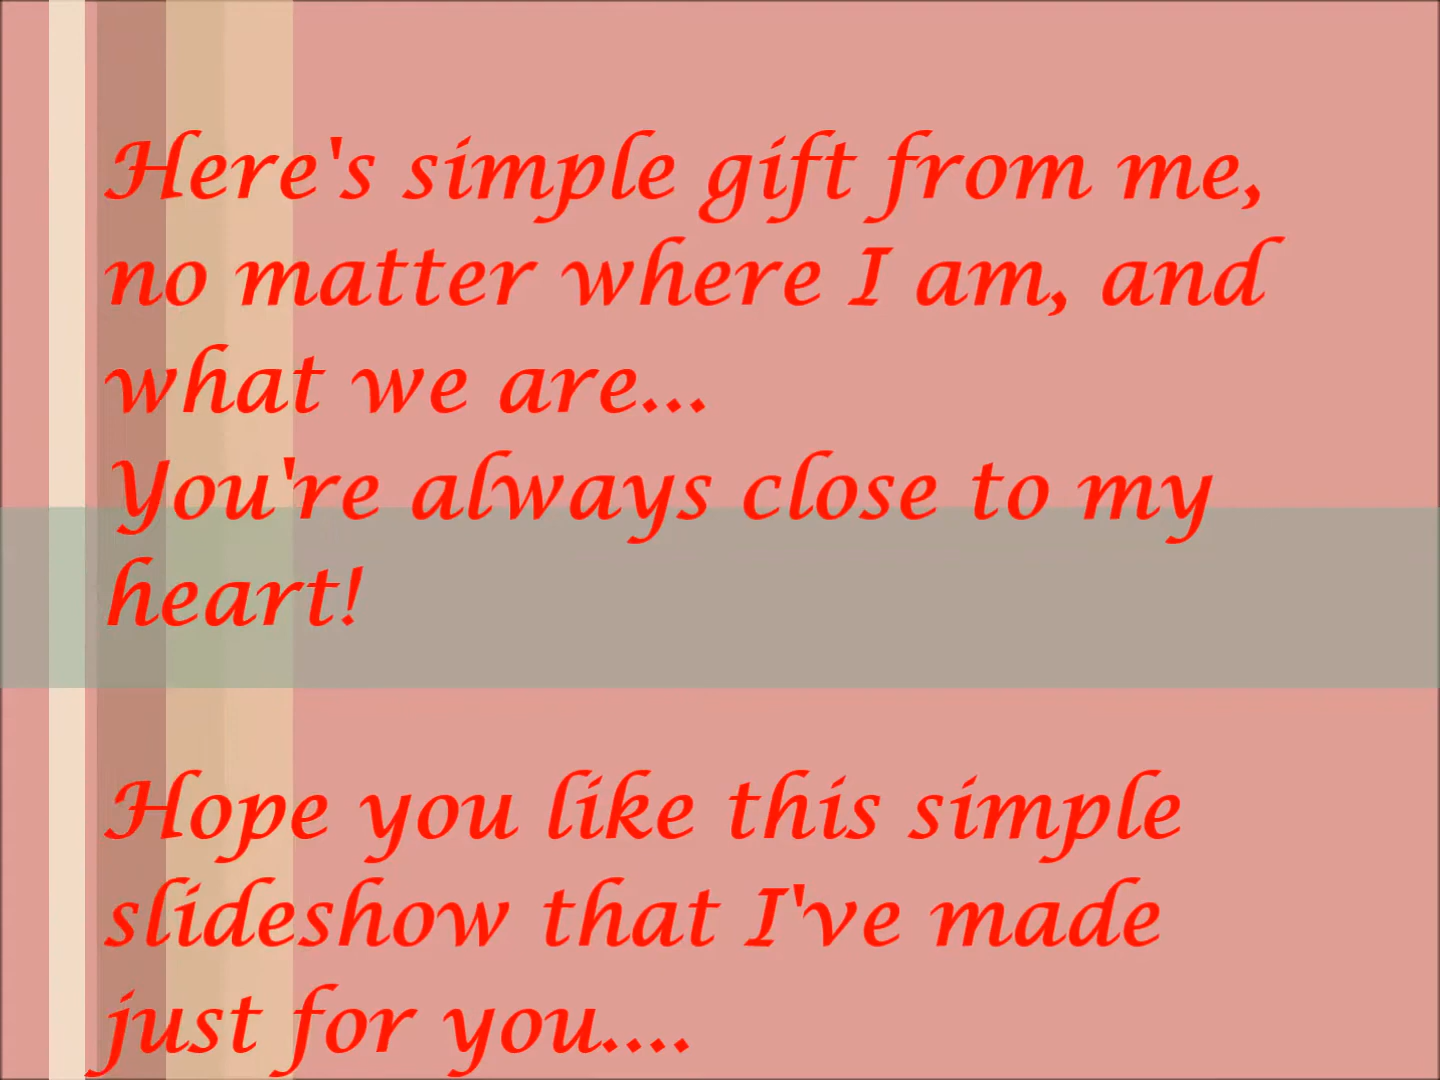 Here's simple gift from me,
no matter where I am, and
what we are...
You're always close to my
heart!
Hope you like this simple
slideshow that I've made
just for you....